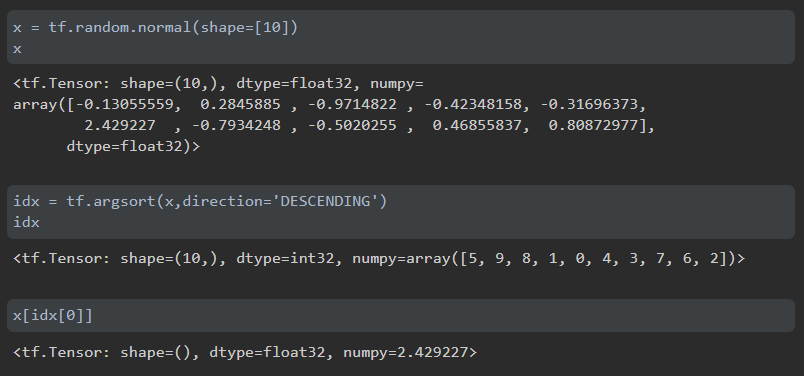 x = tf.random.normal(shape=[10])
x
<tf.Tensor: shape=(10,), dtype=float32, numpy=
array([-0.13055559,  0.2845885 , -0.9714822 , -0.42348158, -0.31696373,
        2.429227  , -0.7934248 , -0.5020255 ,  0.46855837,  0.80872977],
      dtype=float32)>
idx = tf.argsort(x,direction='DESCENDING')
idx
<tf.Tensor: shape=(10,), dtype=int32, numpy=array([5, 9, 8, 1, 0, 4, 3, 7, 6, 2])>
x[idx[0]]
<tf.Tensor: shape=(), dtype=float32, numpy=2.429227>